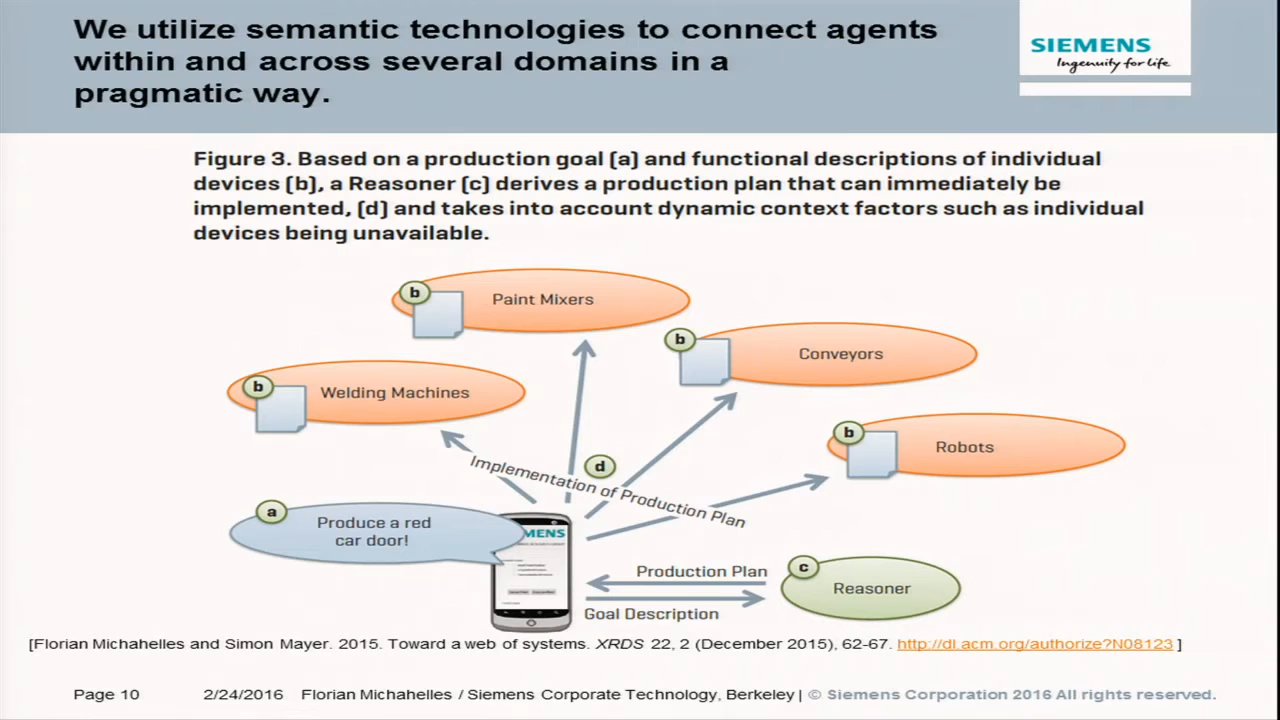 We utilize semantic technologies to connect agents
within and across several domains in a
pragmatic way.
SIEMENS
Ingenuity for life
Figure 3. Based on a production goal (a) and functional descriptions of individual
devices (b), a Reasoner (c) derives a production plan that can immediately be
implemented, (d) and takes into account dynamic context factors such as individual
devices being unavailable.
b
Paint Mixers
b
Conveyors
b
Welding Machines
b
Robots
d
Implementation of Production Plan
a
Produce a red
car door!
MENS
Production Plan
c
Reasoner
Goal Description
[Florian Michahelles and Simon Mayer. 2015. Toward a web of systems. XRDS 22, 2 (December 2015), 62-67. http://dl.acm.org/authorize?N08123 ]
Page 10 2/24/2016 Florian Michahelles / Siemens Corporate Technology, Berkeley | © Siemens Corporation 2016 All rights reserved.